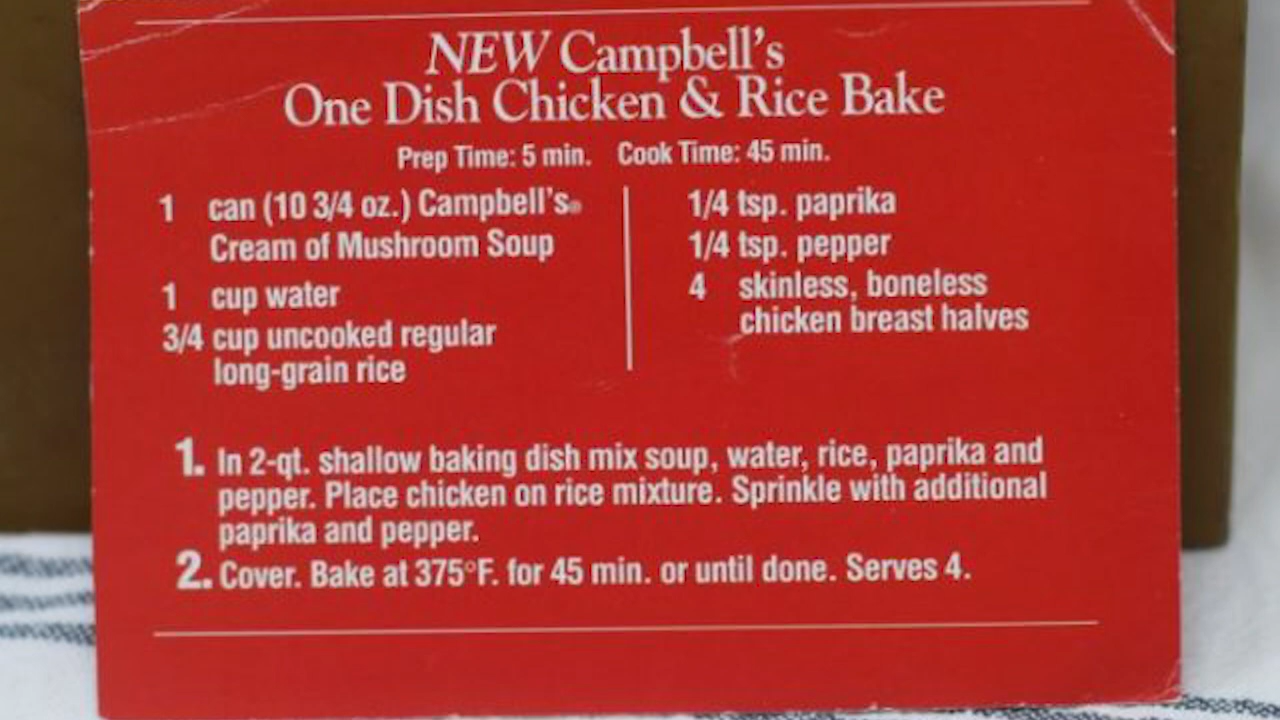 NEW Campbell's
One Dish Chicken & Rice Bake
Prep Time: 5 min. Cook Time: 45 min.
1 can (10 3/4 oz.) Campbell's®
Cream of Mushroom Soup
1 cup water
3/4 cup uncooked regular
long-grain rice
1/4 tsp. paprika
1/4 tsp. pepper
4 skinless, boneless
chicken breast halves
1. In 2-qt. shallow baking dish mix soup, water, rice, paprika and
pepper. Place chicken on rice mixture. Sprinkle with additional
paprika and pepper.
2. Cover. Bake at 375°F. for 45 min. or until done. Serves 4.